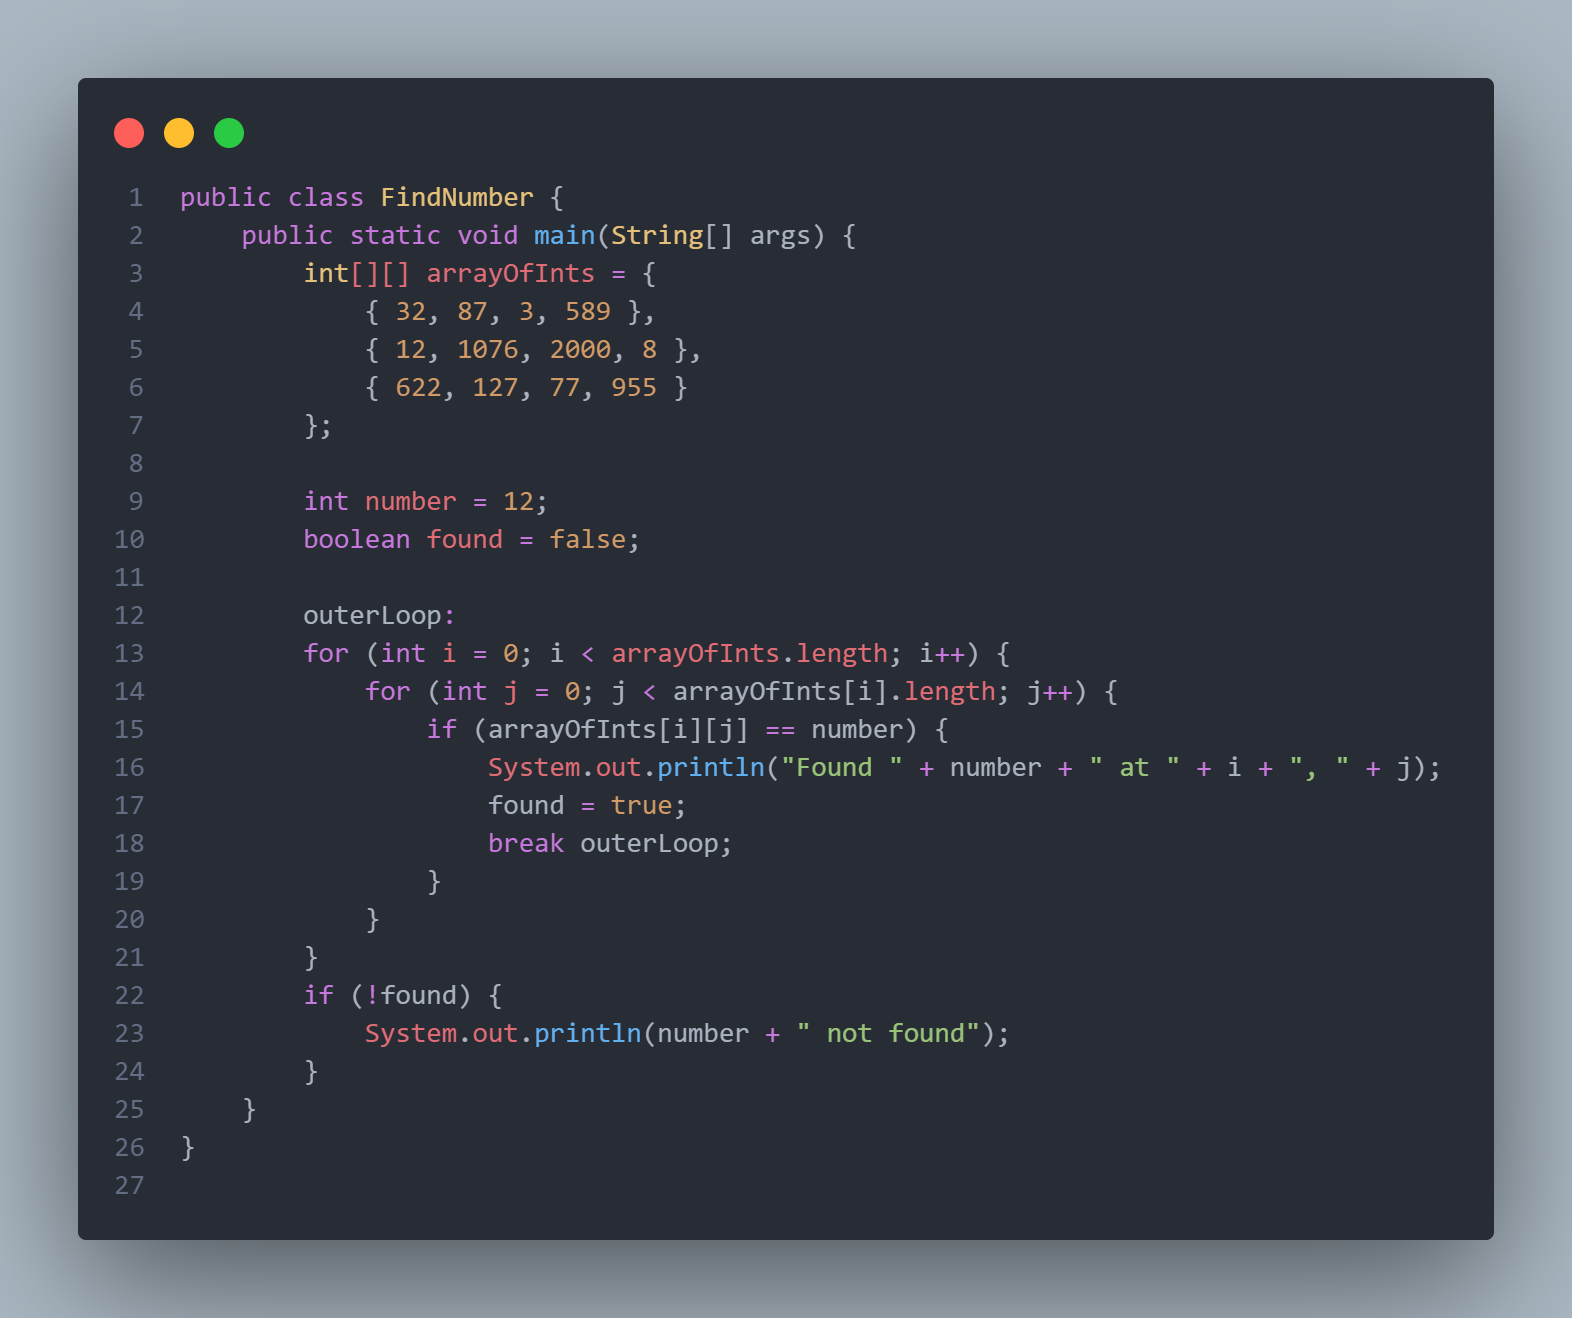 1 public class FindNumber {
2     public static void main(String[] args) {
3         int[][] arrayOfInts = {
4             { 32, 87, 3, 589 },
5             { 12, 1076, 2000, 8 },
6             { 622, 127, 77, 955 }
7         };
8
9         int number = 12;
10         boolean found = false;
11
12         outerLoop:
13         for (int i = 0; i < arrayOfInts.length; i++) {
14             for (int j = 0; j < arrayOfInts[i].length; j++) {
15                 if (arrayOfInts[i][j] == number) {
16                     System.out.println("Found " + number + " at " + i + ", " + j);
17                     found = true;
18                     break outerLoop;
19                 }
20             }
21         }
22         if (!found) {
23             System.out.println(number + " not found");
24         }
25     }
26 }
27